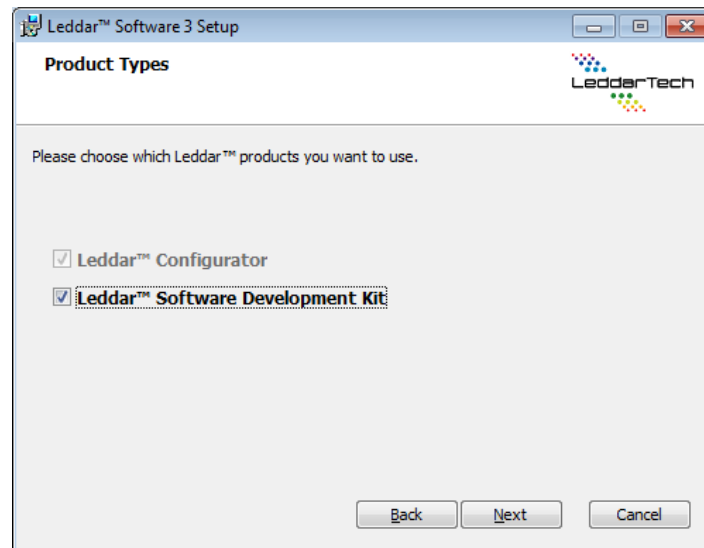 Leddar™ Software 3 Setup
Product Types
LeddarTech
Please choose which Leddar™ products you want to use.
Leddar™ Configurator
Leddar™ Software Development Kit
Back Next Cancel